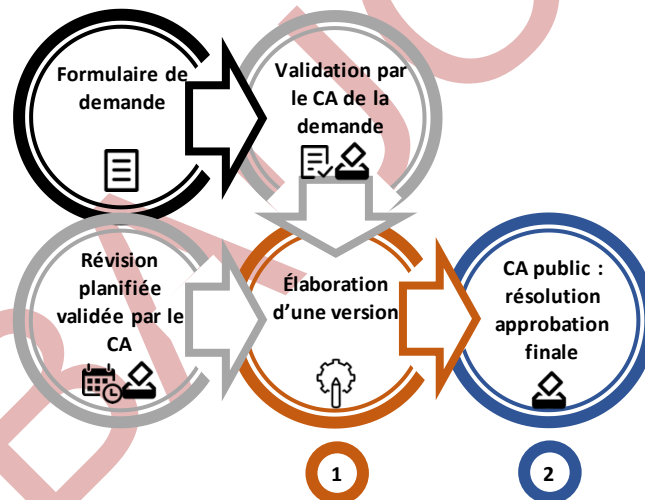 Formulaire de
demande
Validation par
le CA de la
demande
Révision
planifiée
validée par le
CA
Élaboration
d'une version
CA public :
résolution
approbation
finale
1
2